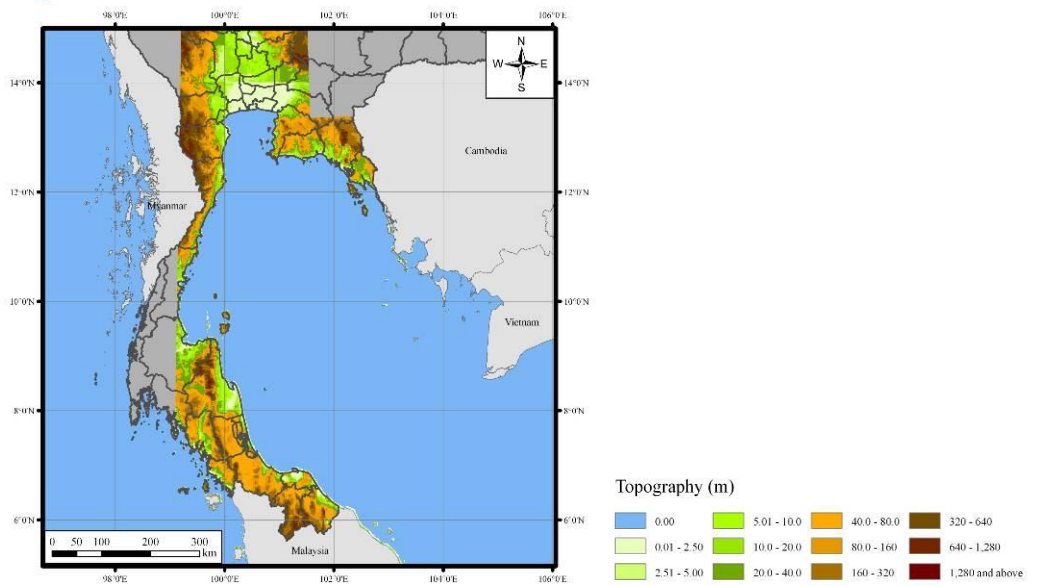 98°0'E 100°0'E 102°0'E 104°0'E 106°0'E
N
W E
S
14°0'N 14°0'N
Cambodia
12°0'N 12°0'N
Myanmar
10°0'N 10°0'N
Vietnam
8°0'N 8°0'N
6°0'N 6°0'N
0 50 100 200 300
km
Malaysia
98°0'E 100°0'E 102°0'E 104°0'E 106°0'E
Topography (m)
0.00 5.01 - 10.0 40.0 - 80.0 320 - 640
0.01 - 2.50 10.0 - 20.0 80.0 - 160 640 - 1,280
2.51 - 5.00 20.0 - 40.0 160 - 320 1,280 and above